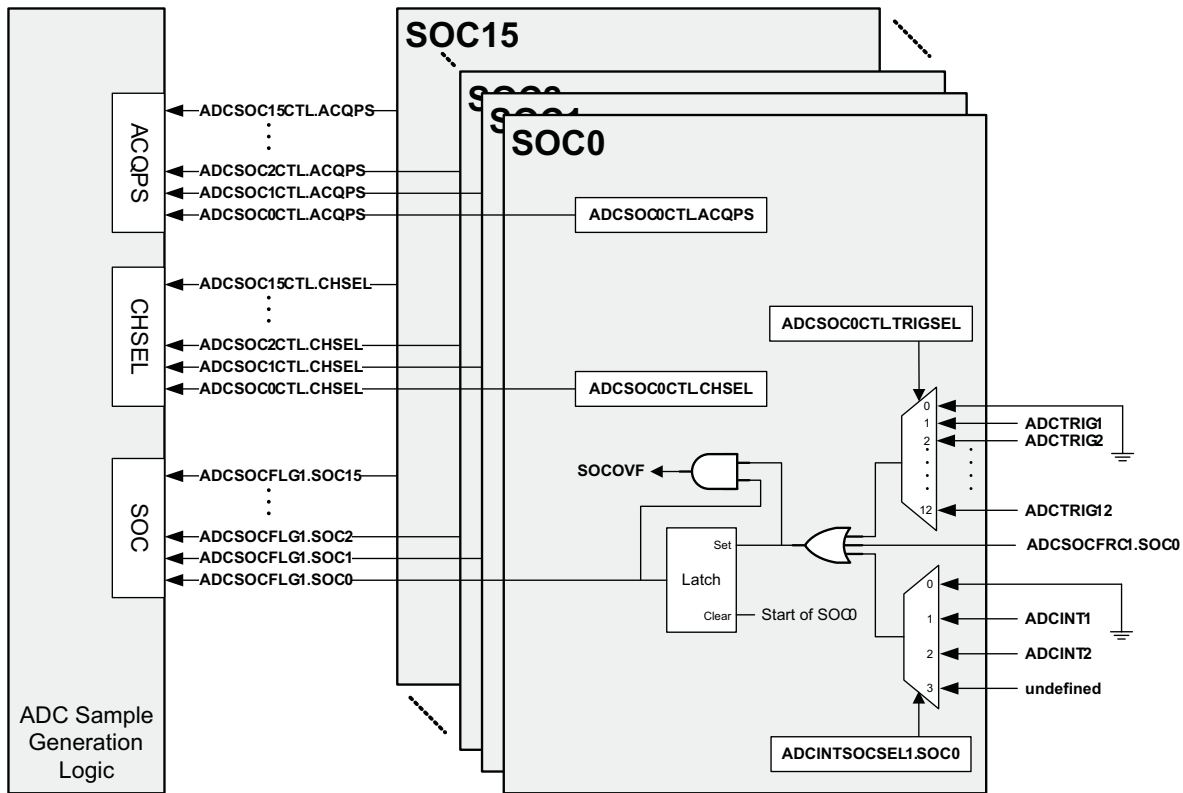 SOC15
SOC0
ACQPS
ADCSOC15CTL.ACQPS
ADCSOC2CTL.ACQPS
ADCSOC1CTL.ACQPS
ADCSOC0CTL.ACQPS
ADCSOC0CTL.ACQPS
CHSEL
ADCSOC15CTL.CHSEL
ADCSOC2CTL.CHSEL
ADCSOC1CTL.CHSEL
ADCSOC0CTL.CHSEL
ADCSOC0CTL.CHSEL
ADCSOC0CTL.TRIGSEL
0
1
2
12
ADCTRIG1
ADCTRIG2
ADCTRIG12
SOC
ADCSOCFLG1.SOC15
ADCSOCFLG1.SOC2
ADCSOCFLG1.SOC1
ADCSOCFLG1.SOC0
SOCOVF
Set
Latch
Clear
Start of SOC0
ADCSOCFRC1.SOC0
0
1
2
3
ADCINT1
ADCINT2
undefined
ADCINTSOCSEL1.SOC0
ADC Sample
Generation
Logic